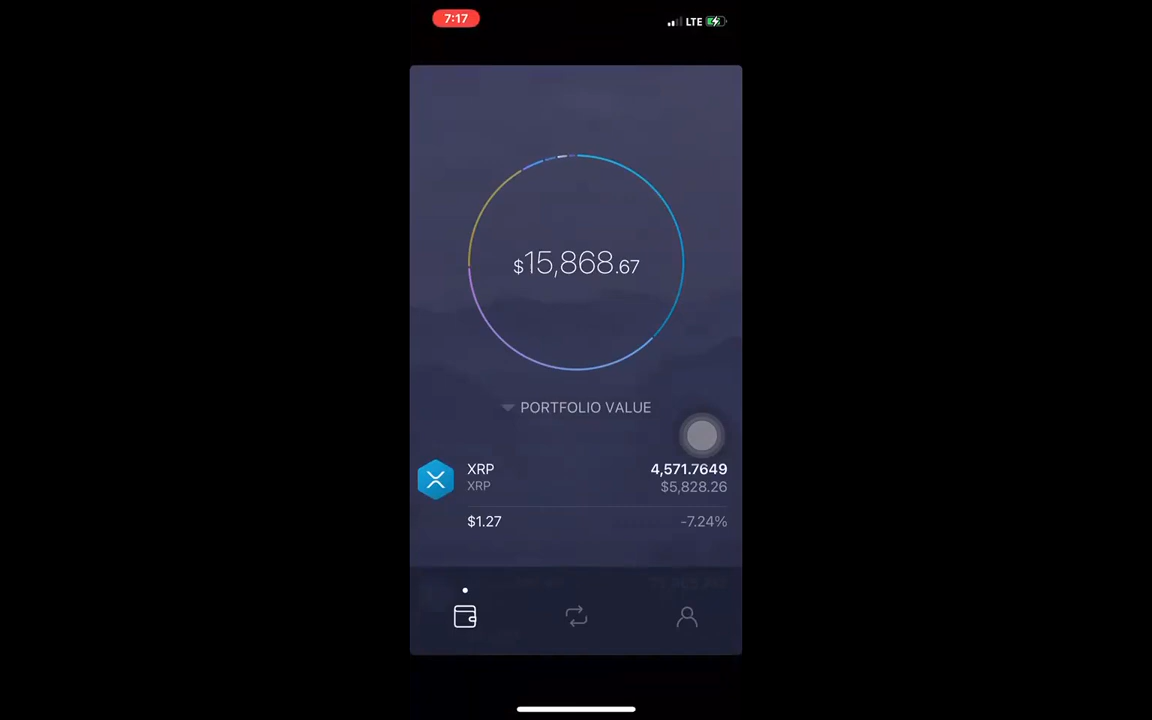 7:17
LTE
$15,868.67
PORTFOLIO VALUE
XRP 4,571.7649
XRP $5,828.26
$1.27 -7.24%